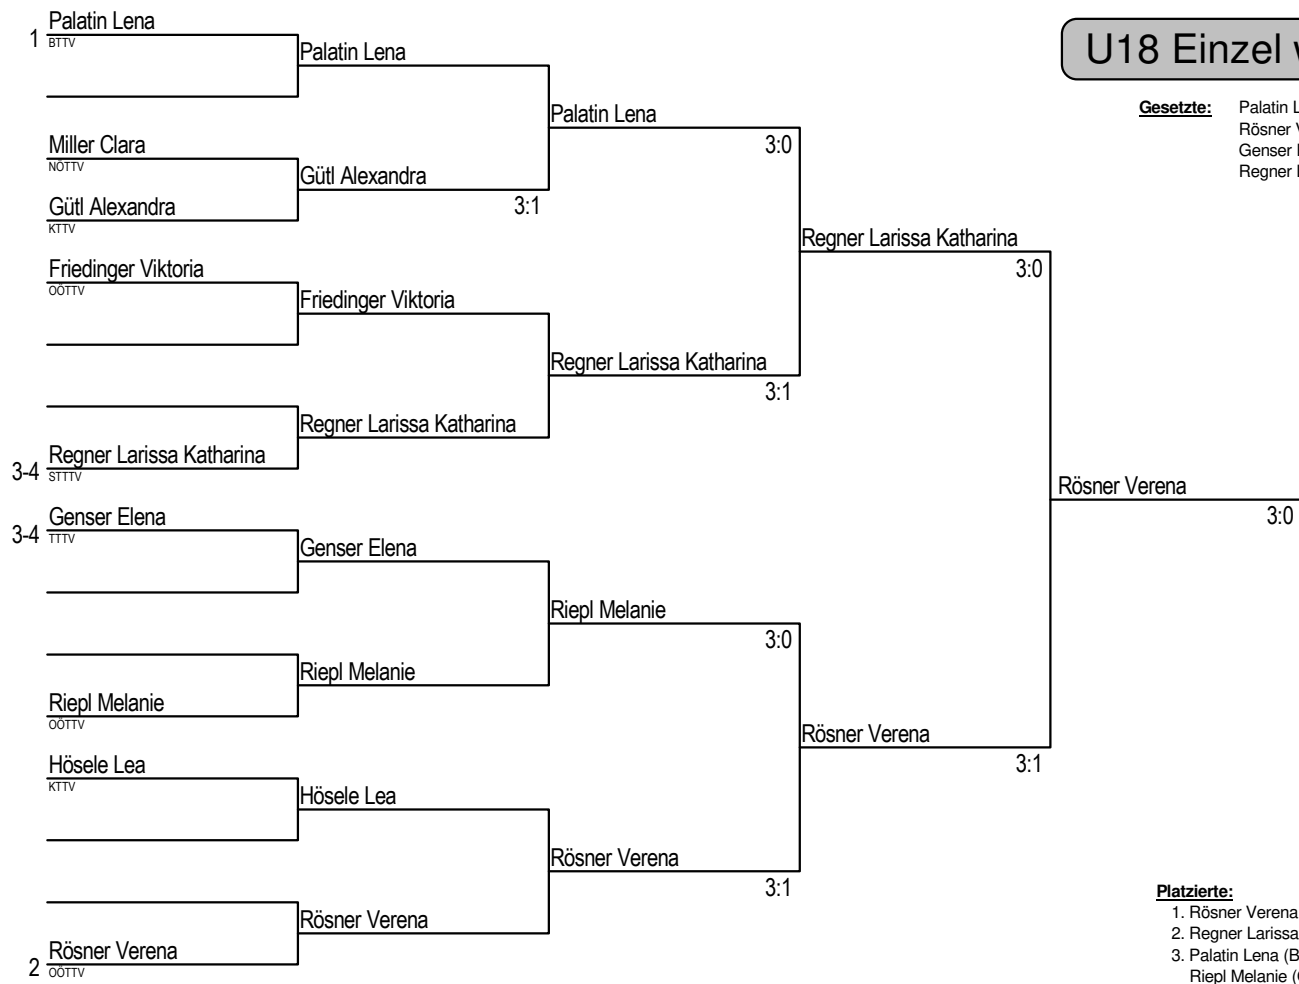 Palatin Lena
1 BTTV
Palatin Lena
Palatin Lena
3:0
Miller Clara
NÖTTV
Gütl Alexandra
3:1
Gütl Alexandra
KTTV
Regner Larissa Katharina
3:0
Friedinger Viktoria
OÖTTV
Friedinger Viktoria
Regner Larissa Katharina
3:1
Regner Larissa Katharina
Regner Larissa Katharina
3-4 STTTV
Rösner Verena
3:0
Genser Elena
3-4 TTTV
Genser Elena
Riepl Melanie
3:0
Riepl Melanie
Riepl Melanie
OÖTTV
Rösner Verena
3:1
Hösele Lea
KTTV
Hösele Lea
Rösner Verena
3:1
Rösner Verena
Rösner Verena
2 OÖTTV
U18 Einzel
Gesetzte: Palatin
Rösner
Genser
Regner
Platzierte:
1. Rösner Verena
2. Regner Larissa
3. Palatin Lena
Riepl Melanie